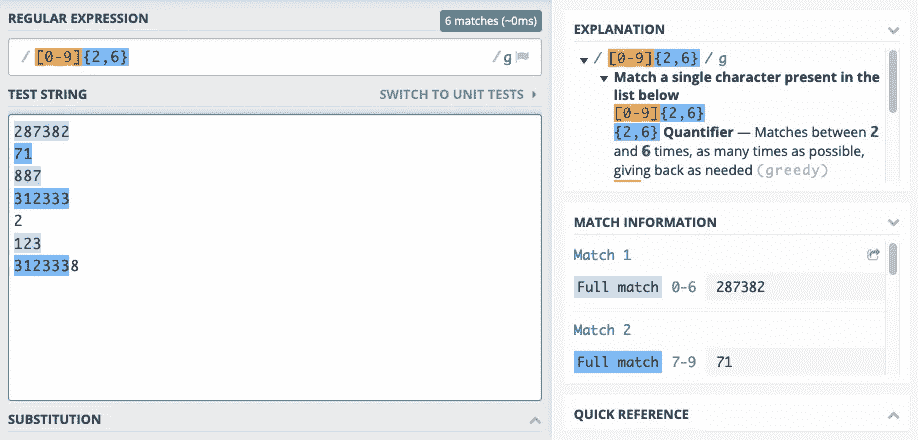 REGULAR EXPRESSION
6 matches (~0ms)
/ [0-9]{2,6}
/ g
TEST STRING
SWITCH TO UNIT TESTS
287382
71
887
312333
2
123
3123338
SUBSTITUTION
EXPLANATION
/ [0-9]{2,6} / g
Match a single character present in the
list below
[0-9]{2,6}
{2,6} Quantifier — Matches between 2
and 6 times, as many times as possible,
giving back as needed (greedy)
MATCH INFORMATION
Match 1
Full match 0-6 287382
Match 2
Full match 7-9 71
QUICK REFERENCE